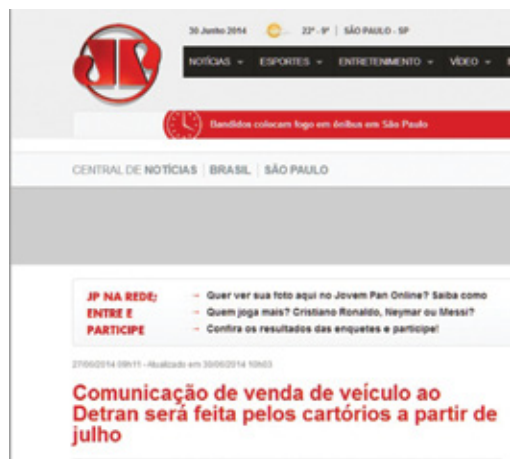 30 Junho 2014 22° - 9° | SÃO PAULO - SP
NOTÍCIAS ESPORTES ENTRETENIMENTO VÍDEO
Bandidos colocam fogo em ônibus em São Paulo
CENTRAL DE NOTÍCIAS | BRASIL | SÃO PAULO
JP NA REDE; → Quer ver sua foto aqui no Jovem Pan Online? Saiba como
ENTRE E → Quem joga mais? Cristiano Ronaldo, Neymar ou Messi?
PARTICIPE → Confira os resultados das enquetes e participe!
27/06/2014 09h11 - Atualizado em 30/06/2014 10h03
Comunicação de venda de veículo ao
Detran será feita pelos cartórios a partir de
julho